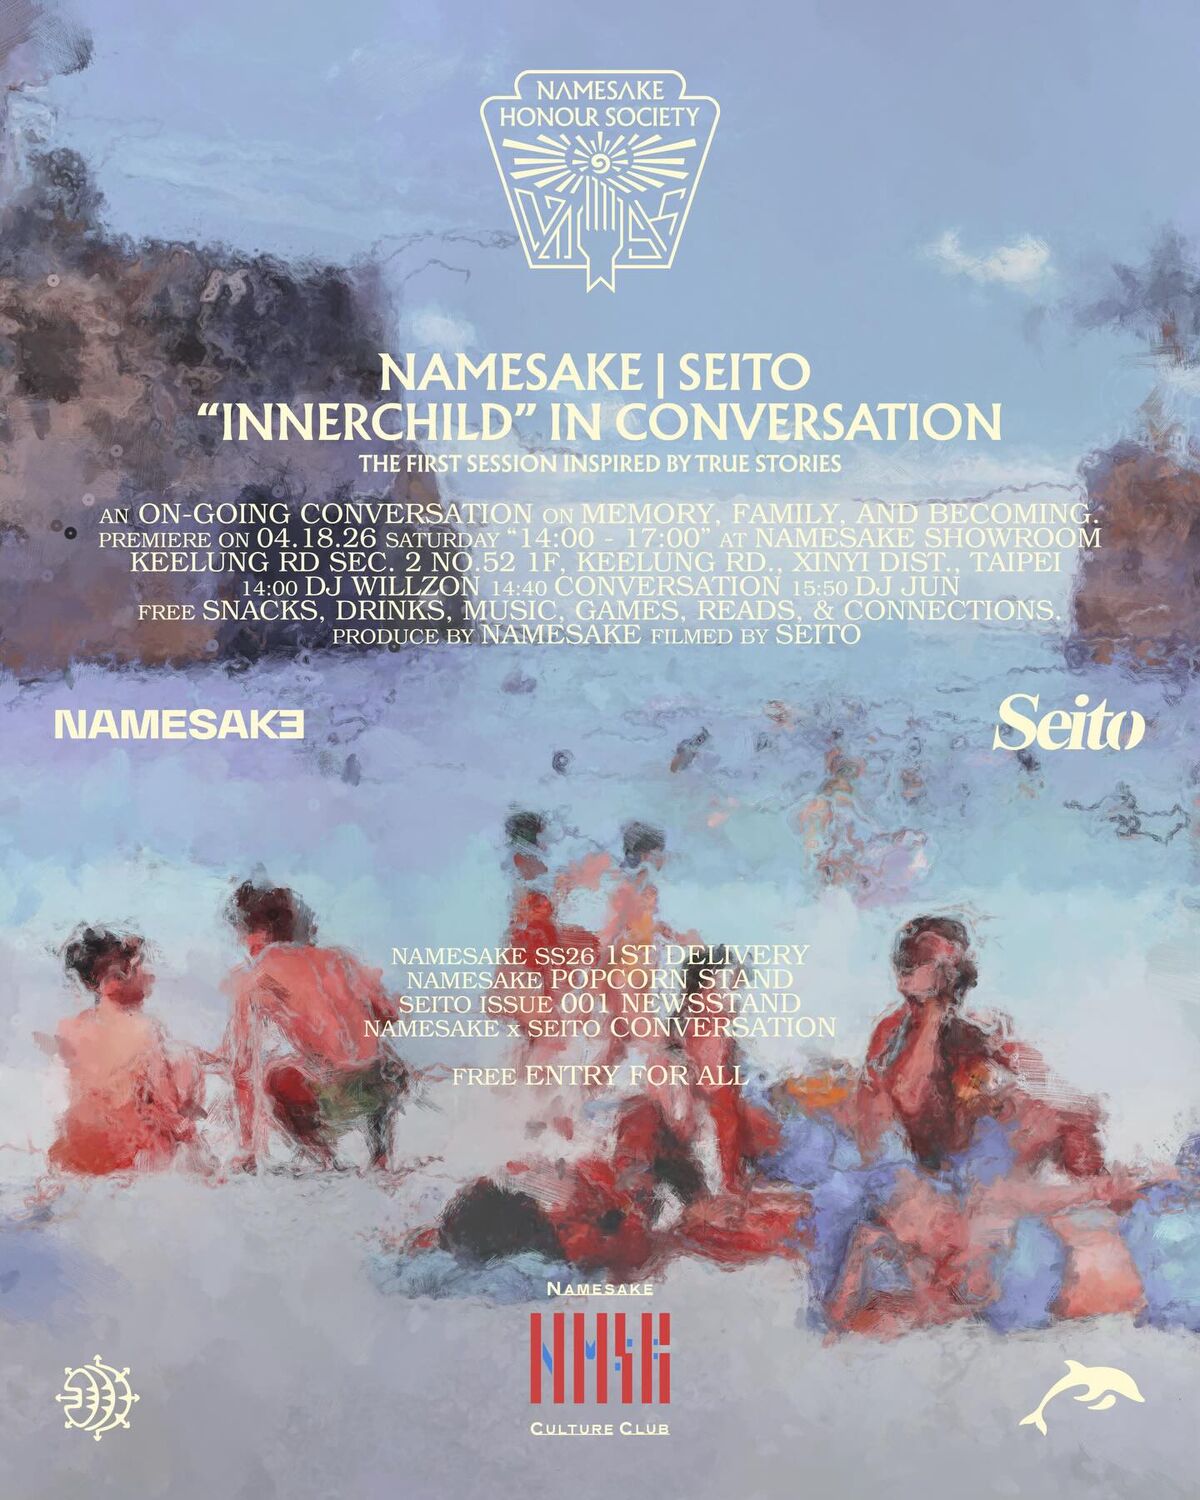 NAMESAKE
HONOUR SOCIETY
NAMESAKE | SEITO
“INNERCHILD” IN CONVERSATION
THE FIRST SESSION INSPIRED BY TRUE STORIES
AN ON-GOING CONVERSATION ON MEMORY, FAMILY, AND BECOMING.
PREMIERE ON 04.18.26 SATURDAY “14:00 - 17:00” AT NAMESAKE SHOWROOM
KEELUNG RD SEC. 2 NO.52 1F, KEELUNG RD., XINYI DIST., TAIPEI
14:00 DJ WILLZON 14:40 CONVERSATION 15:50 DJ JUN
FREE SNACKS, DRINKS, MUSIC, GAMES, READS, & CONNECTIONS.
PRODUCE BY NAMESAKE FILMED BY SEITO
NAMESAKE
Seito
NAMESAKE SS26 1ST DELIVERY
NAMESAKE POPCORN STAND
SEITO ISSUE 001 NEWSSTAND
NAMESAKE x SEITO CONVERSATION
FREE ENTRY FOR ALL
NAMESAKE
NMSK
CULTURE CLUB